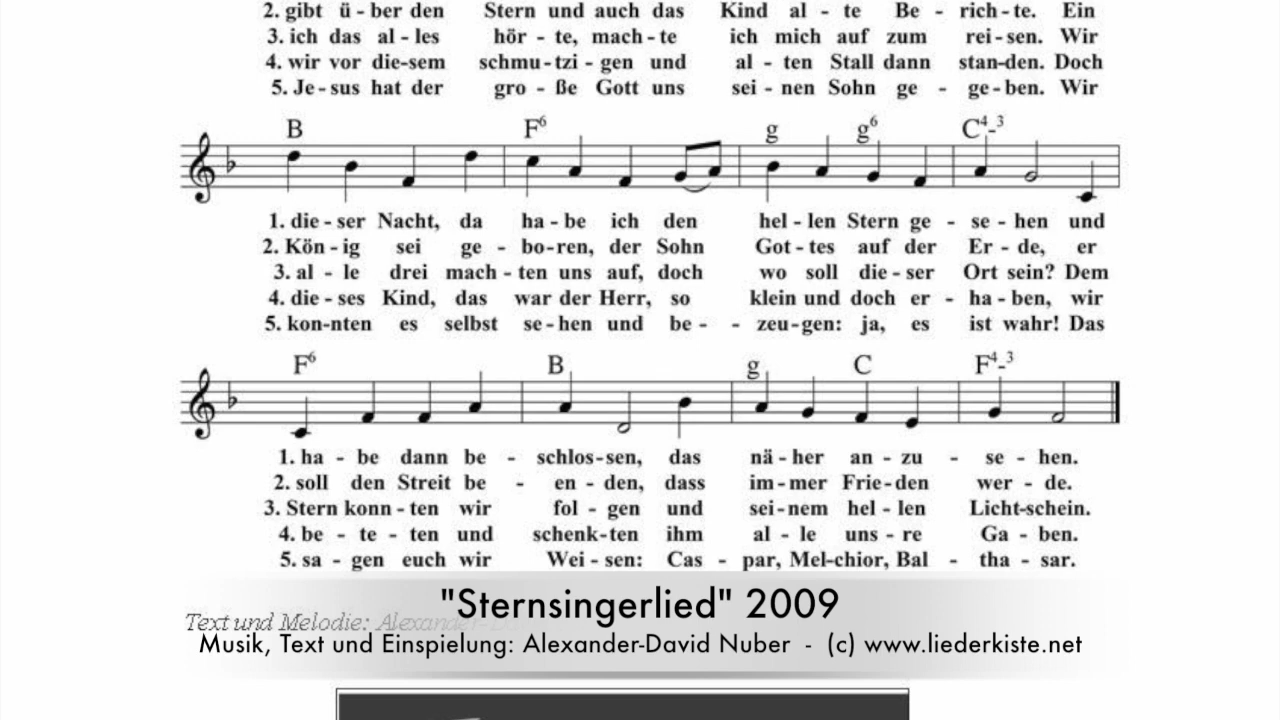 2. gibt ü - ber den Stern und auch das Kind al - te Be - rich - te. Ein
3. ich das al - les hör - te, mach - te ich mich auf zum rei - sen. Wir
4. wir vor die-sem schmu - tzi - gen und al - ten Stall dann stan-den. Doch
5. Je - sus hat der gro - ße Gott uns sei - nen Sohn ge - ge - ben. Wir
B F6 g g6 C4-3
1. die - ser Nacht, da ha - be ich den hel - len Stern ge - se - hen und
2. Kön - ig sei ge - bo - ren, der Sohn Got - tes auf der Er - de, er
3. al - le drei mach - ten uns auf, doch wo soll die - ser Ort sein? Dem
4. die - ses Kind, das war der Herr, so klein und doch er - ha - ben, wir
5. kon-nten es selbst se - hen und be - - zeu - gen: ja, es ist wahr! Das
F6 B g C F4-3
1. ha - be dann be - schlos - sen, das nä - her an - zu - se - hen.
2. soll den Streit be - en - den, dass im - mer Frie - den wer - de.
3. Stern konn - ten wir fol - gen und sei - nem hel - len Licht-schein.
4. be - te - ten und schenk - ten ihm al - le uns - re Ga - ben.
5. sa - gen euch wir Wei - sen: Cas - par, Mel-chior, Bal - tha - sar.
"Sternsingerlied" 2009
Text und Melodie: Alexander-
Musik, Text und Einspielung: Alexander-David Nuber - (c) www.liederkiste.net